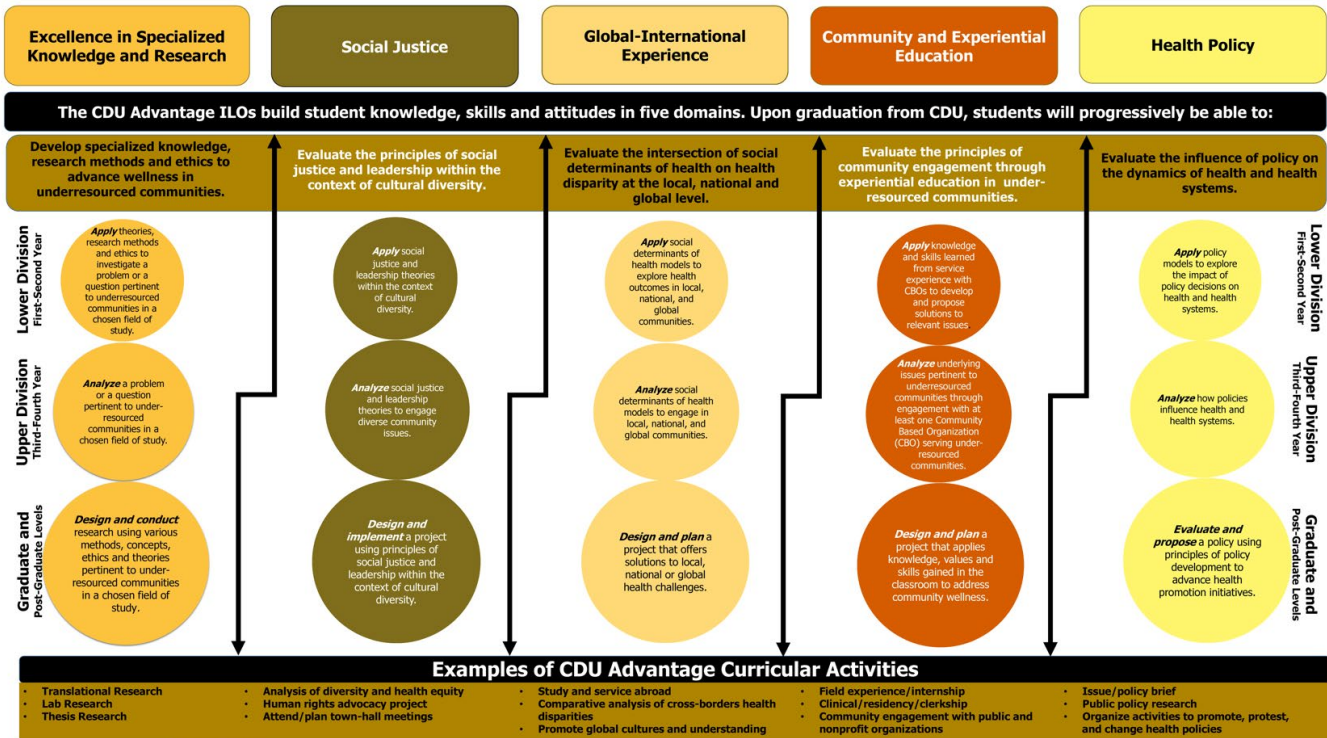 Excellence in Specialized
Knowledge and Research
Social Justice
Global-International
Experience
Community and Experiential
Education
Health Policy
The CDU Advantage ILOs build student knowledge, skills and attitudes in five domains. Upon graduation from CDU, students will progressively be able to:
Develop specialized knowledge,
research methods and ethics to
advance wellness in
underresourced communities.
Evaluate the principles of social
justice and leadership within the
context of cultural diversity.
Evaluate the intersection of social
determinants of health on health
disparity at the local, national and
global level.
Evaluate the principles of
community engagement through
experiential education in under-
resourced communities.
Evaluate the influence of policy on
the dynamics of health and health
systems.
Lower Division
First-Second Year
Apply theories,
research methods
and ethics to
investigate a
problem or a
question pertinent
to underresourced
communities in a
chosen field of
study.
Apply social
justice and
leadership theories
within the context
of cultural
diversity.
Apply social
determinants of
health models to
explore health
outcomes in local,
national, and
global
communities.
Apply knowledge
and skills learned
from service
experience with
CBOs to develop
and propose
solutions to
relevant issues.
Apply policy
models to explore
the impact of
policy decisions on
health and health
systems.
Lower Division
First-Second Year
Upper Division
Third-Fourth Year
Analyze a problem
or a question
pertinent to under-
resourced
communities in a
chosen field of study.
Analyze social justice
and leadership
theories to engage
diverse community
issues.
Analyze social
determinants of health
models to engage in
local, national, and
global communities.
Analyze underlying
issues pertinent to
underresourced
communities through
engagement with at
least one Community
Based Organization
(CBO) serving under-
resourced
communities.
Analyze how policies
influence health and
health systems.
Upper Division
Third-Fourth Year
Graduate and
Post-Graduate Levels
Design and conduct
research using various
methods, concepts,
ethics and theories
pertinent to under-
resourced communities
in a chosen field of
study.
Design and
implement a project
using principles of
social justice and
leadership within the
context of cultural
diversity.
Design and plan a
project that offers
solutions to local,
national or global
health challenges.
Design and plan a
project that applies
knowledge, values and
skills gained in the
classroom to address
community wellness.
Evaluate and
propose a policy using
principles of policy
development to
advance health
promotion initiatives.
Graduate and
Post-Graduate Levels
Examples of CDU Advantage Curricular Activities
• Translational Research
• Lab Research
• Thesis Research
• Analysis of diversity and health equity
• Human rights advocacy project
• Attend/plan town-hall meetings
• Study and service abroad
• Comparative analysis of cross-borders health
disparities
• Promote global cultures and understanding
• Field experience/internship
• Clinical/residency/clerkship
• Community engagement with public and
nonprofit organizations
• Issue/policy brief
• Public policy research
• Organize activities to promote, protest,
and change health policies